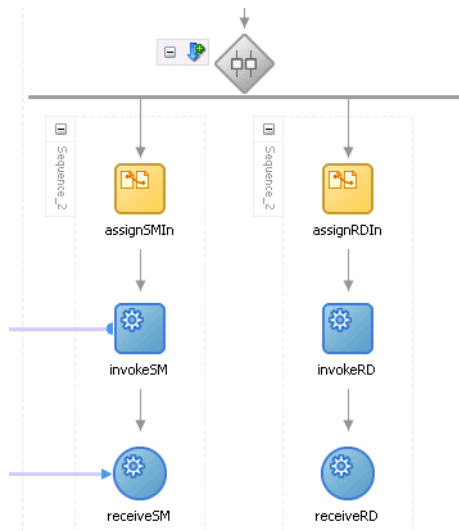 Sequence_2
Sequence_2
assignSMIn
assignRDIn
invokeSM
invokeRD
receiveSM
receiveRD